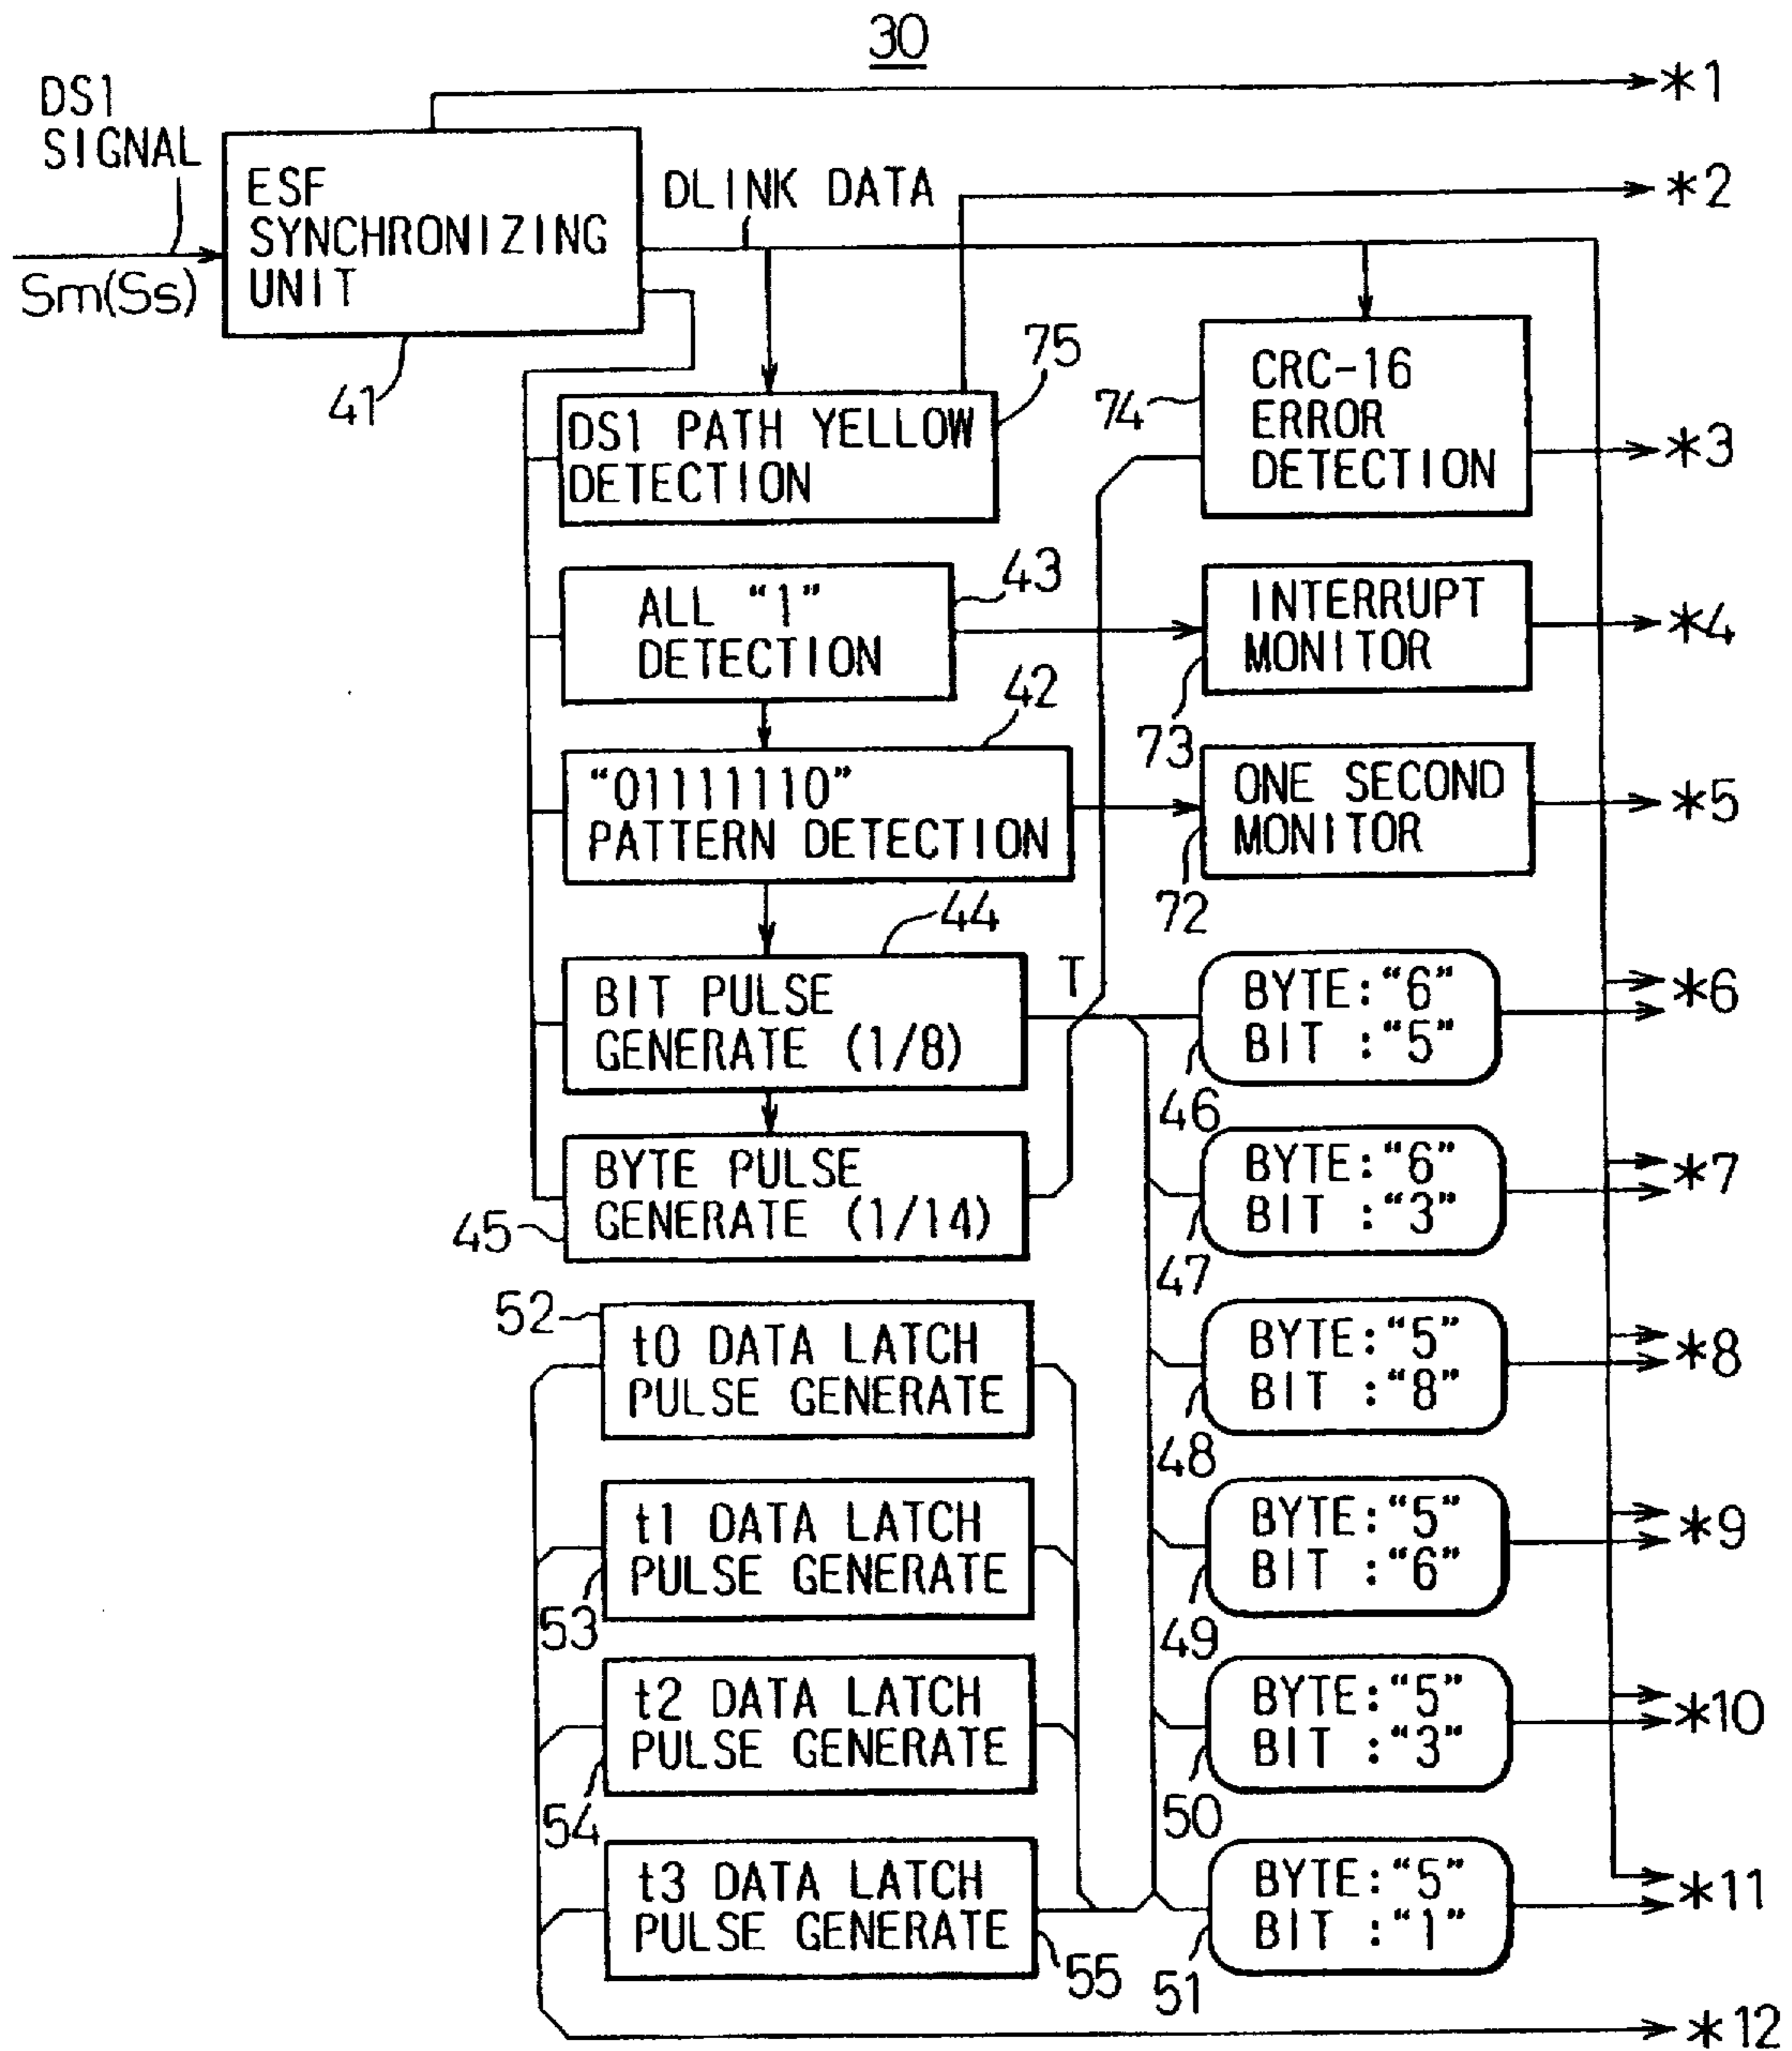 30
DS1
SIGNAL
*1
ESF
SYNCHRONIZING
UNIT
DLINK DATA
*2
Sm(Ss)
41
75
DS1 PATH YELLOW
DETECTION
74
CRC-16
ERROR
DETECTION
*3
43
ALL “1”
DETECTION
INTERRUPT
MONITOR
*4
73
42
“01111110”
PATTERN DETECTION
ONE SECOND
MONITOR
*5
72
44
BIT PULSE
GENERATE (1/8)
T
BYTE:“6”
BIT :“5”
*6
46
BYTE PULSE
GENERATE (1/14)
45
BYTE:“6”
BIT :“3”
*7
47
52
t0 DATA LATCH
PULSE GENERATE
BYTE:“5”
BIT :“8”
*8
48
t1 DATA LATCH
PULSE GENERATE
53
BYTE:“5”
BIT :“6”
*9
49
t2 DATA LATCH
PULSE GENERATE
54
BYTE:“5”
BIT :“3”
*10
50
t3 DATA LATCH
PULSE GENERATE
55
BYTE:“5”
BIT :“1”
*11
51
*12